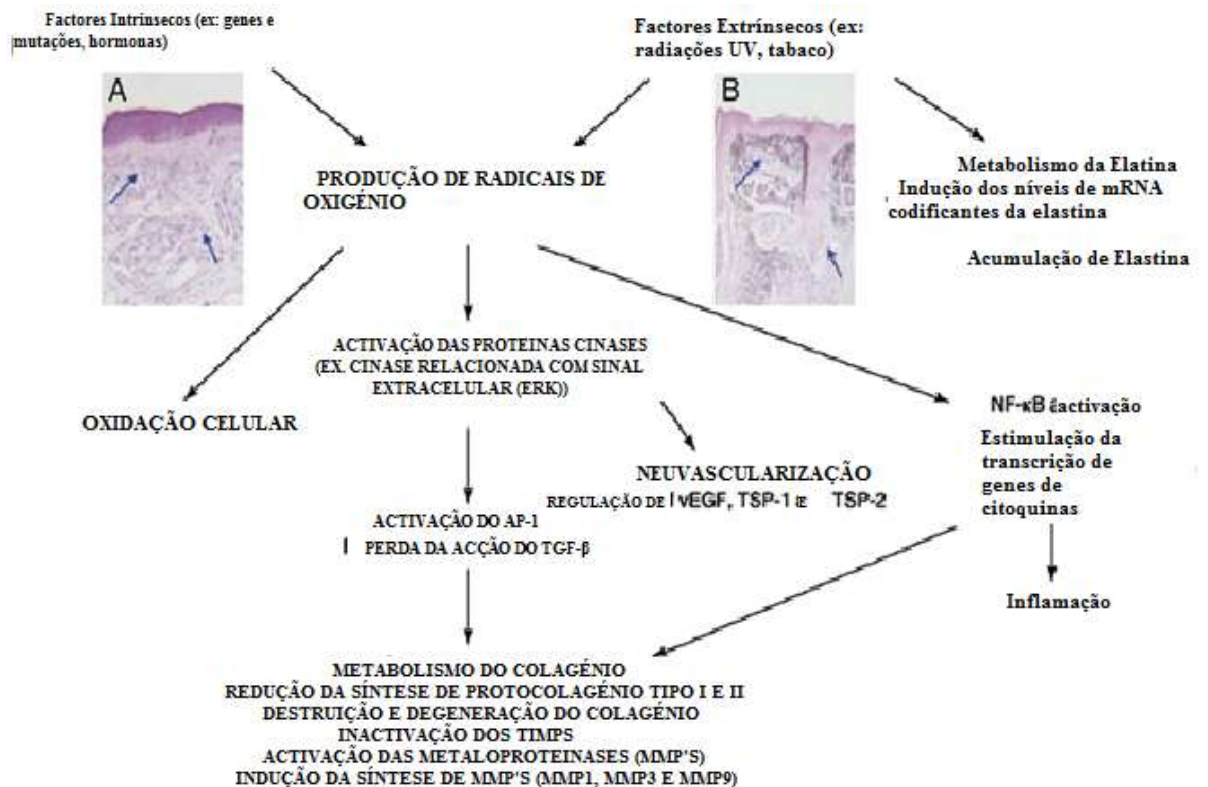 Factores Intrínsecos (ex: genes e
mutações, hormonas)
Factores Extrínsecos (ex:
radiações UV, tabaco)
A
B
PRODUÇÃO DE RADICAIS DE
OXIGÉNIO
Metabolismo da Elatina
Indução dos níveis de mRNA
codificantes da elastina
Acumulação de Elastina
ACTIVAÇÃO DAS PROTEINAS CINASES
(EX. CINASE RELACIONADA COM SINAL
EXTRACELULAR (ERK))
OXIDAÇÃO CELULAR
NF-κB activação
Estimulação da
transcrição de
genes de
citoquinas
NEUVASCULARIZAÇÃO
REGULAÇÃO DE VEGF, TSP-1 E TSP-2
ACTIVAÇÃO DO AP-1
PERDA DA ACÇÃO DO TGF-β
Inflamação
METABOLISMO DO COLAGÉNIO
REDUÇÃO DA SÍNTESE DE PROTOCOLAGÉNIO TIPO I E II
DESTRUIÇÃO E DEGENERAÇÃO DO COLAGÉNIO
INACTIVAÇÃO DOS TIMPS
ACTIVAÇÃO DAS METALOPROTEINASES (MMP'S)
INDUÇÃO DA SÍNTESE DE MMP'S (MMP1, MMP3 E MMP9)